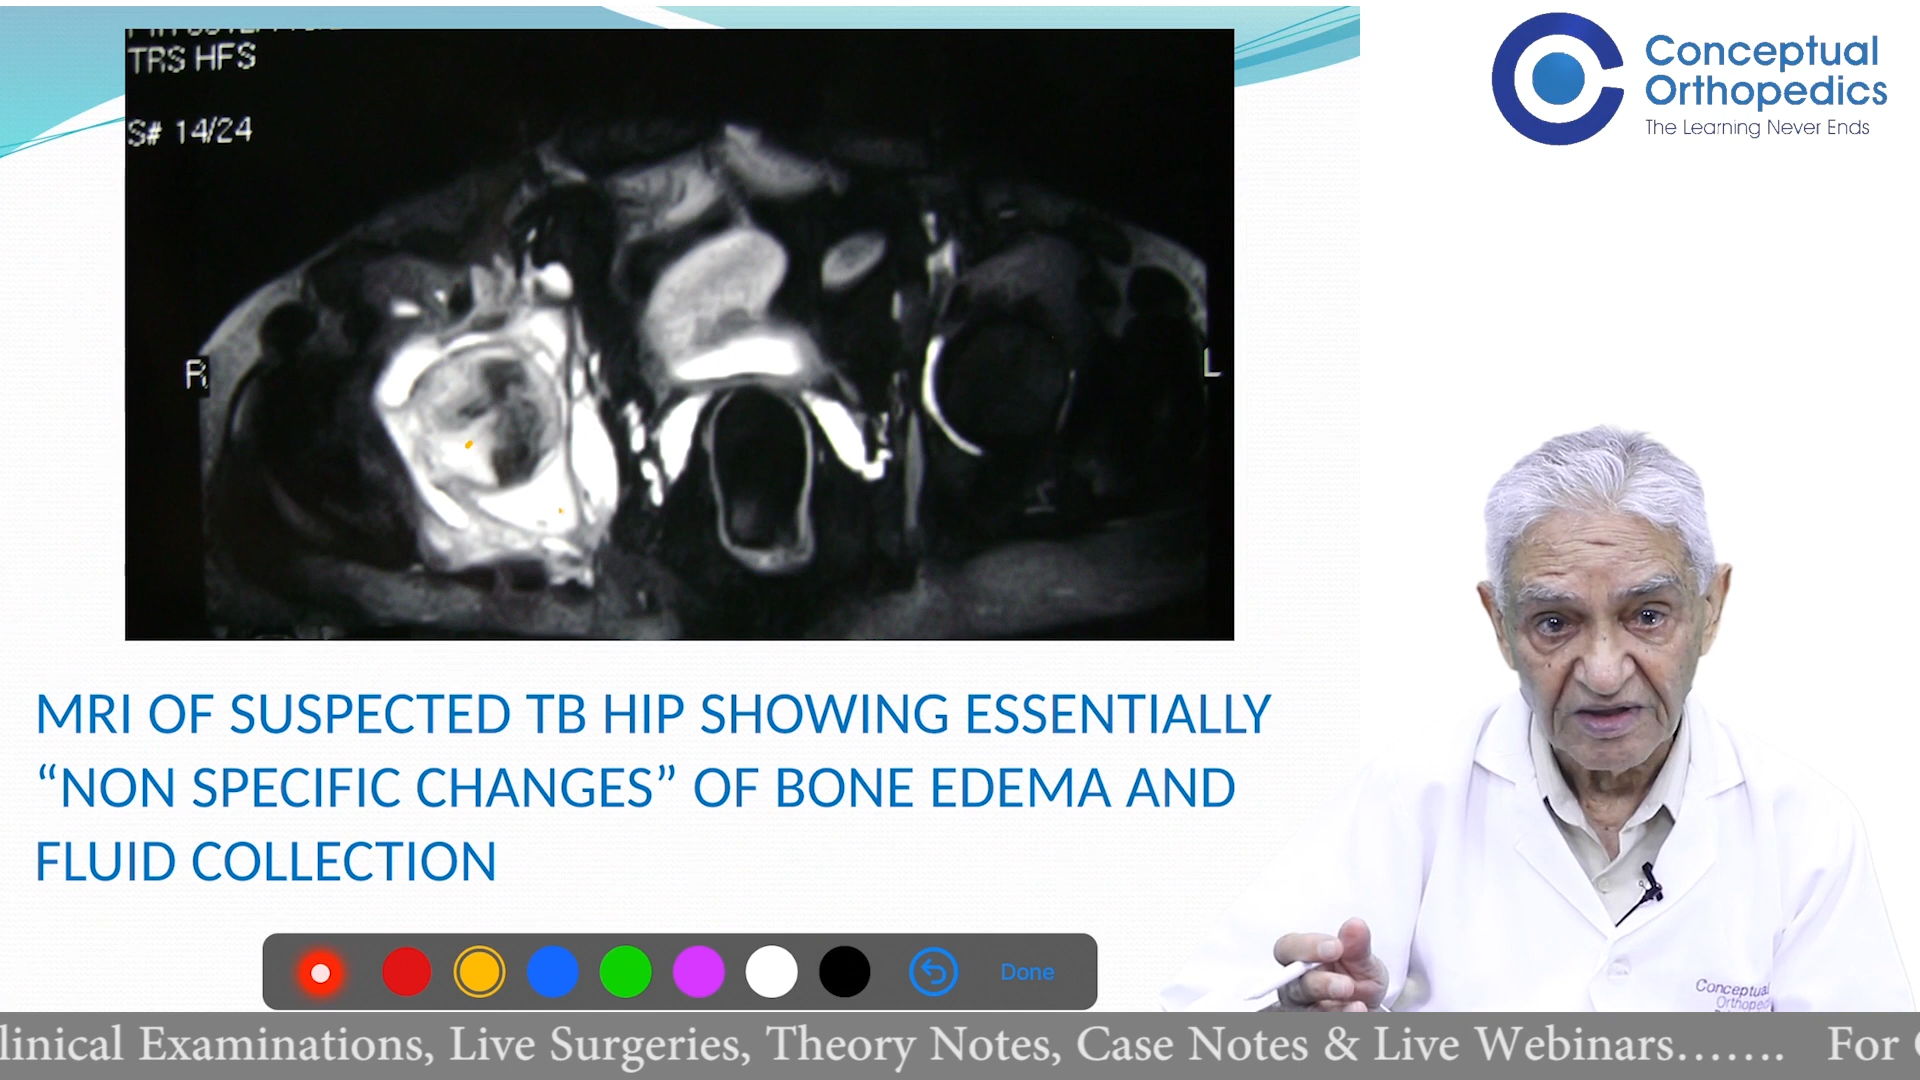 TRS HFS
S# 14/24
R
L
Conceptual
Orthopedics
The Learning Never Ends
MRI OF SUSPECTED TB HIP SHOWING ESSENTIALLY
“NON SPECIFIC CHANGES” OF BONE EDEMA AND
FLUID COLLECTION
Done
Conceptual
Orthoped
linical Examinations, Live Surgeries, Theory Notes, Case Notes & Live Webinars....... For